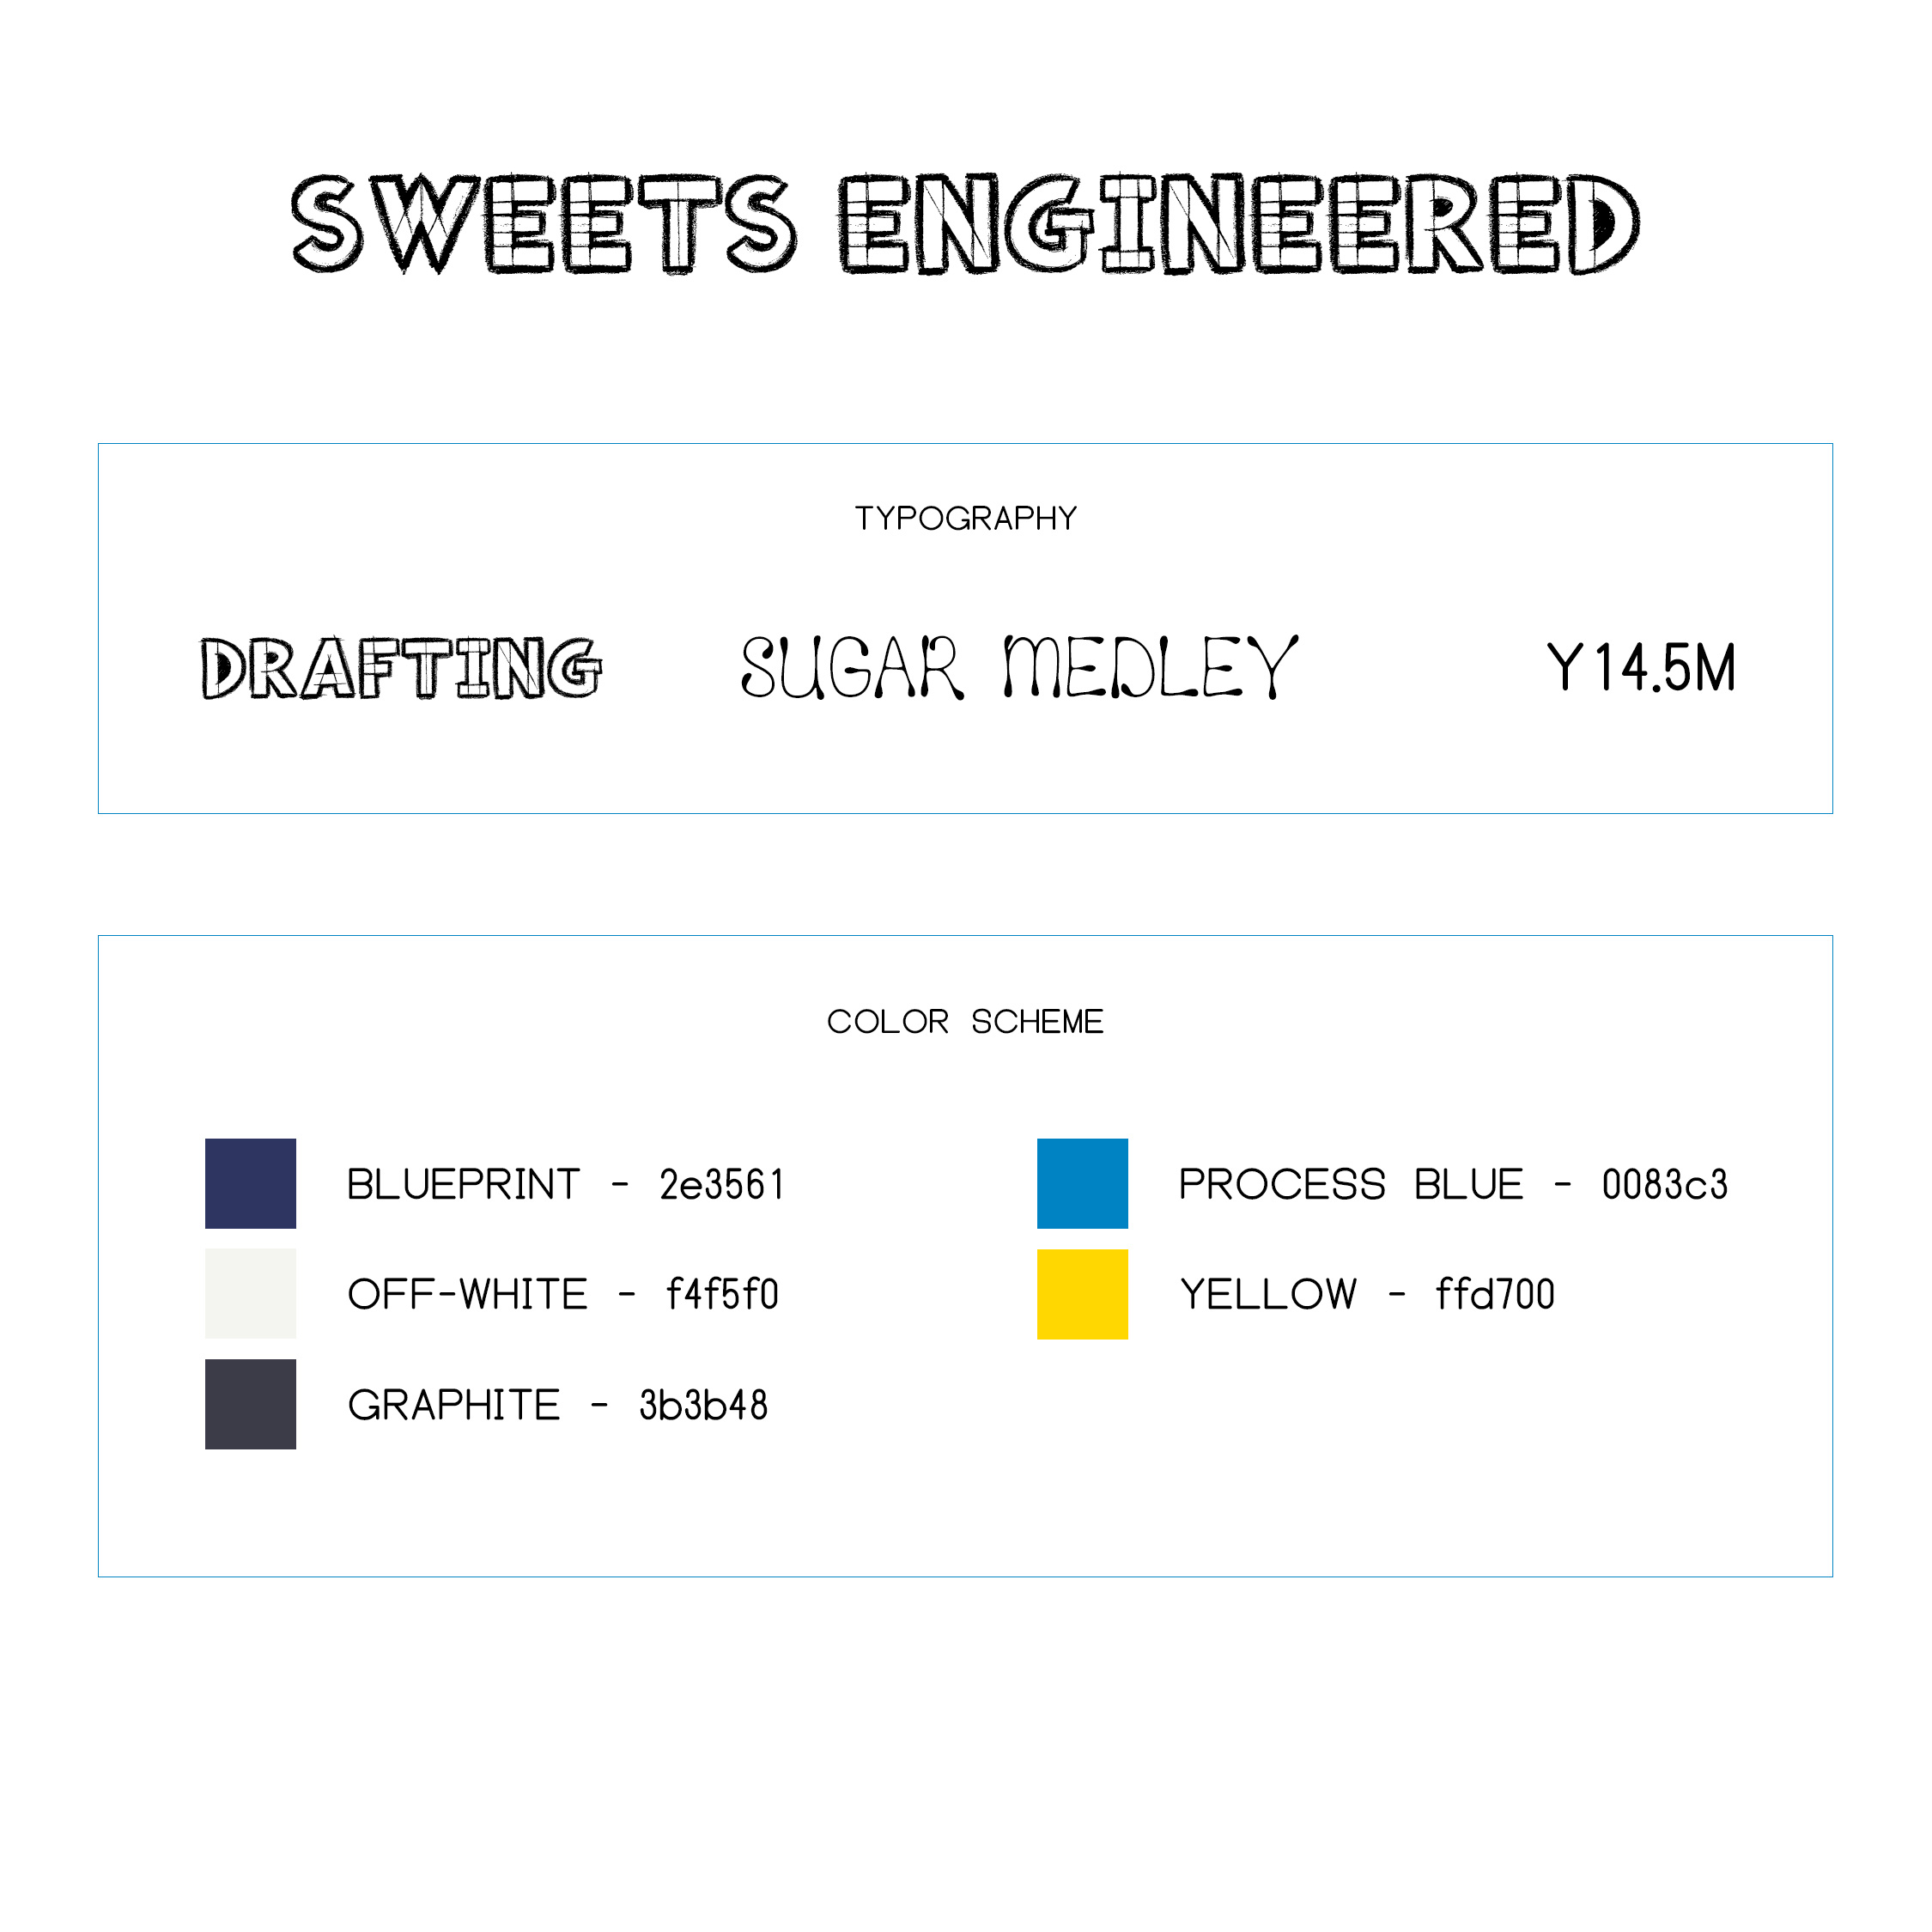 SWEETS ENGINEERED
TYPOGRAPHY
DRAFTING SUGAR MEDLEY Y14.5M
COLOR SCHEME
BLUEPRINT - 2e3561
PROCESS BLUE - 0083c3
OFF-WHITE - f4f5f0
YELLOW - ffd700
GRAPHITE - 3b3b48